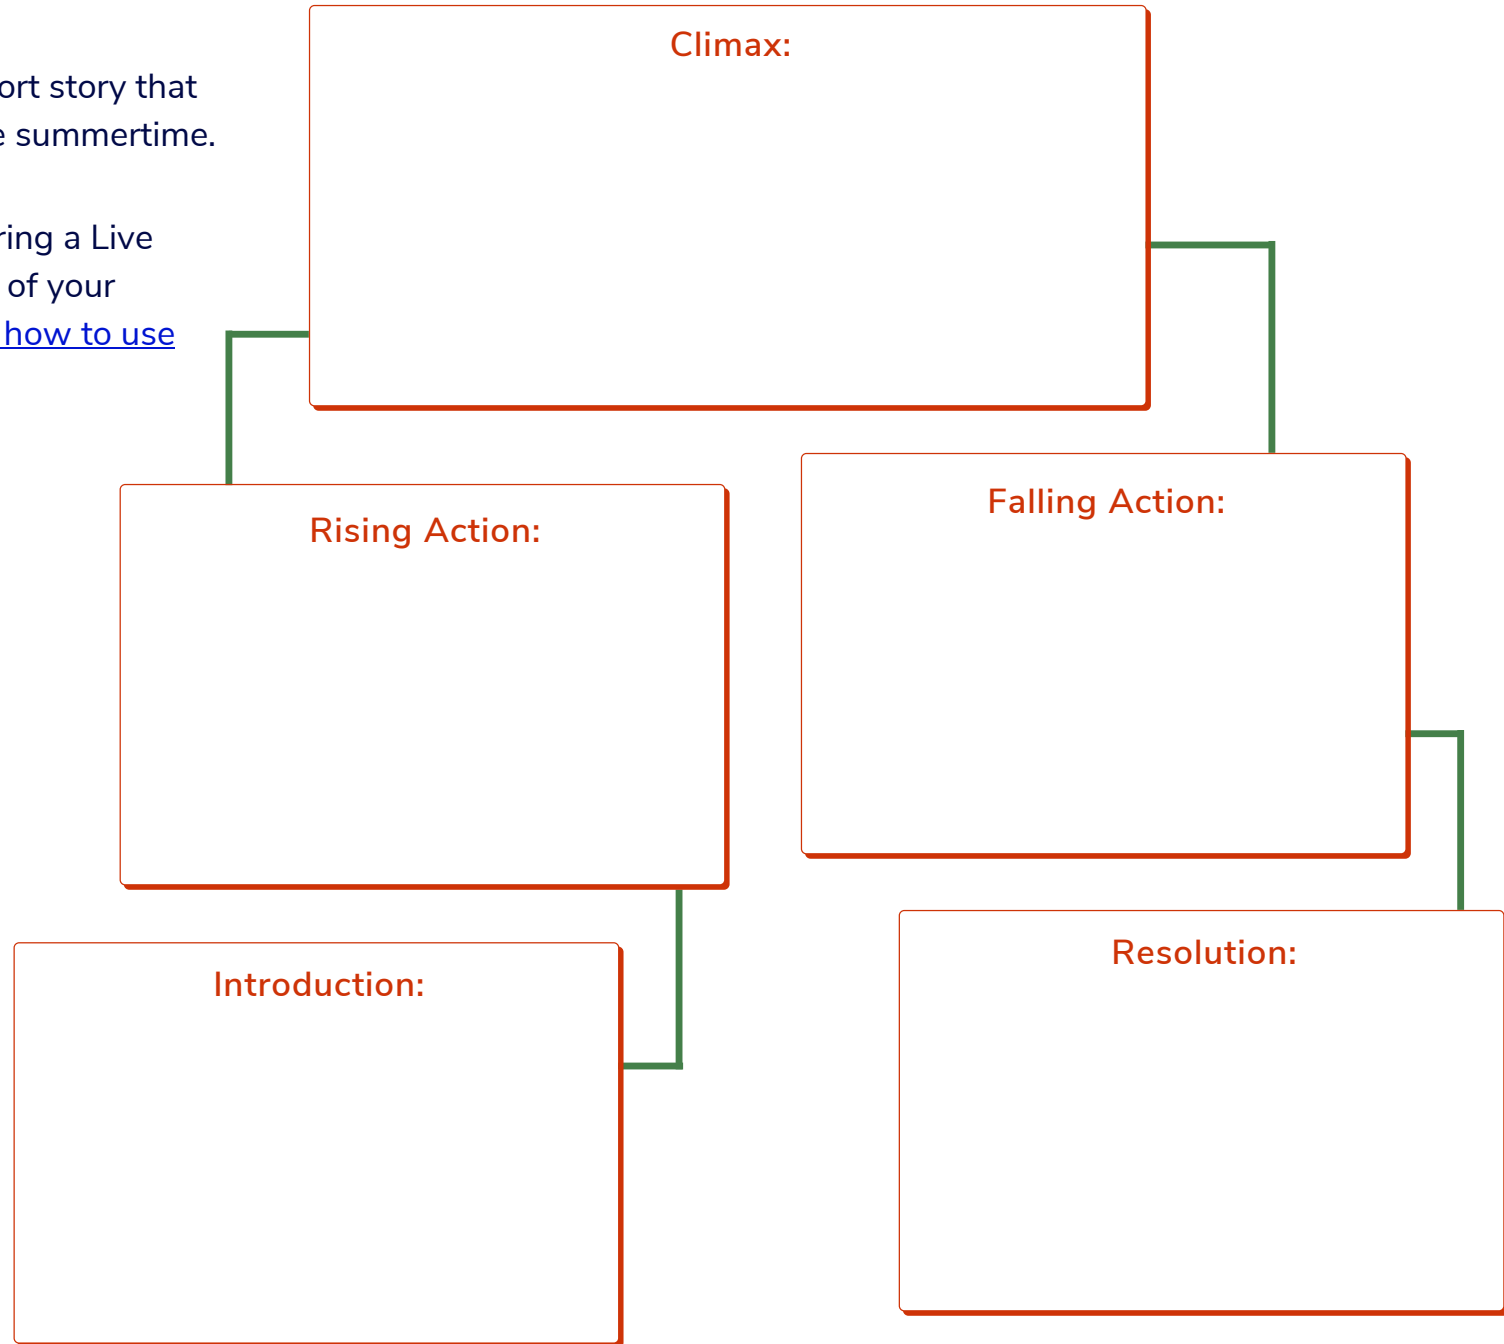 Climax:
ort story that
e summertime.
ring a Live
of your
how to use
Rising Action:
Falling Action:
Introduction:
Resolution: